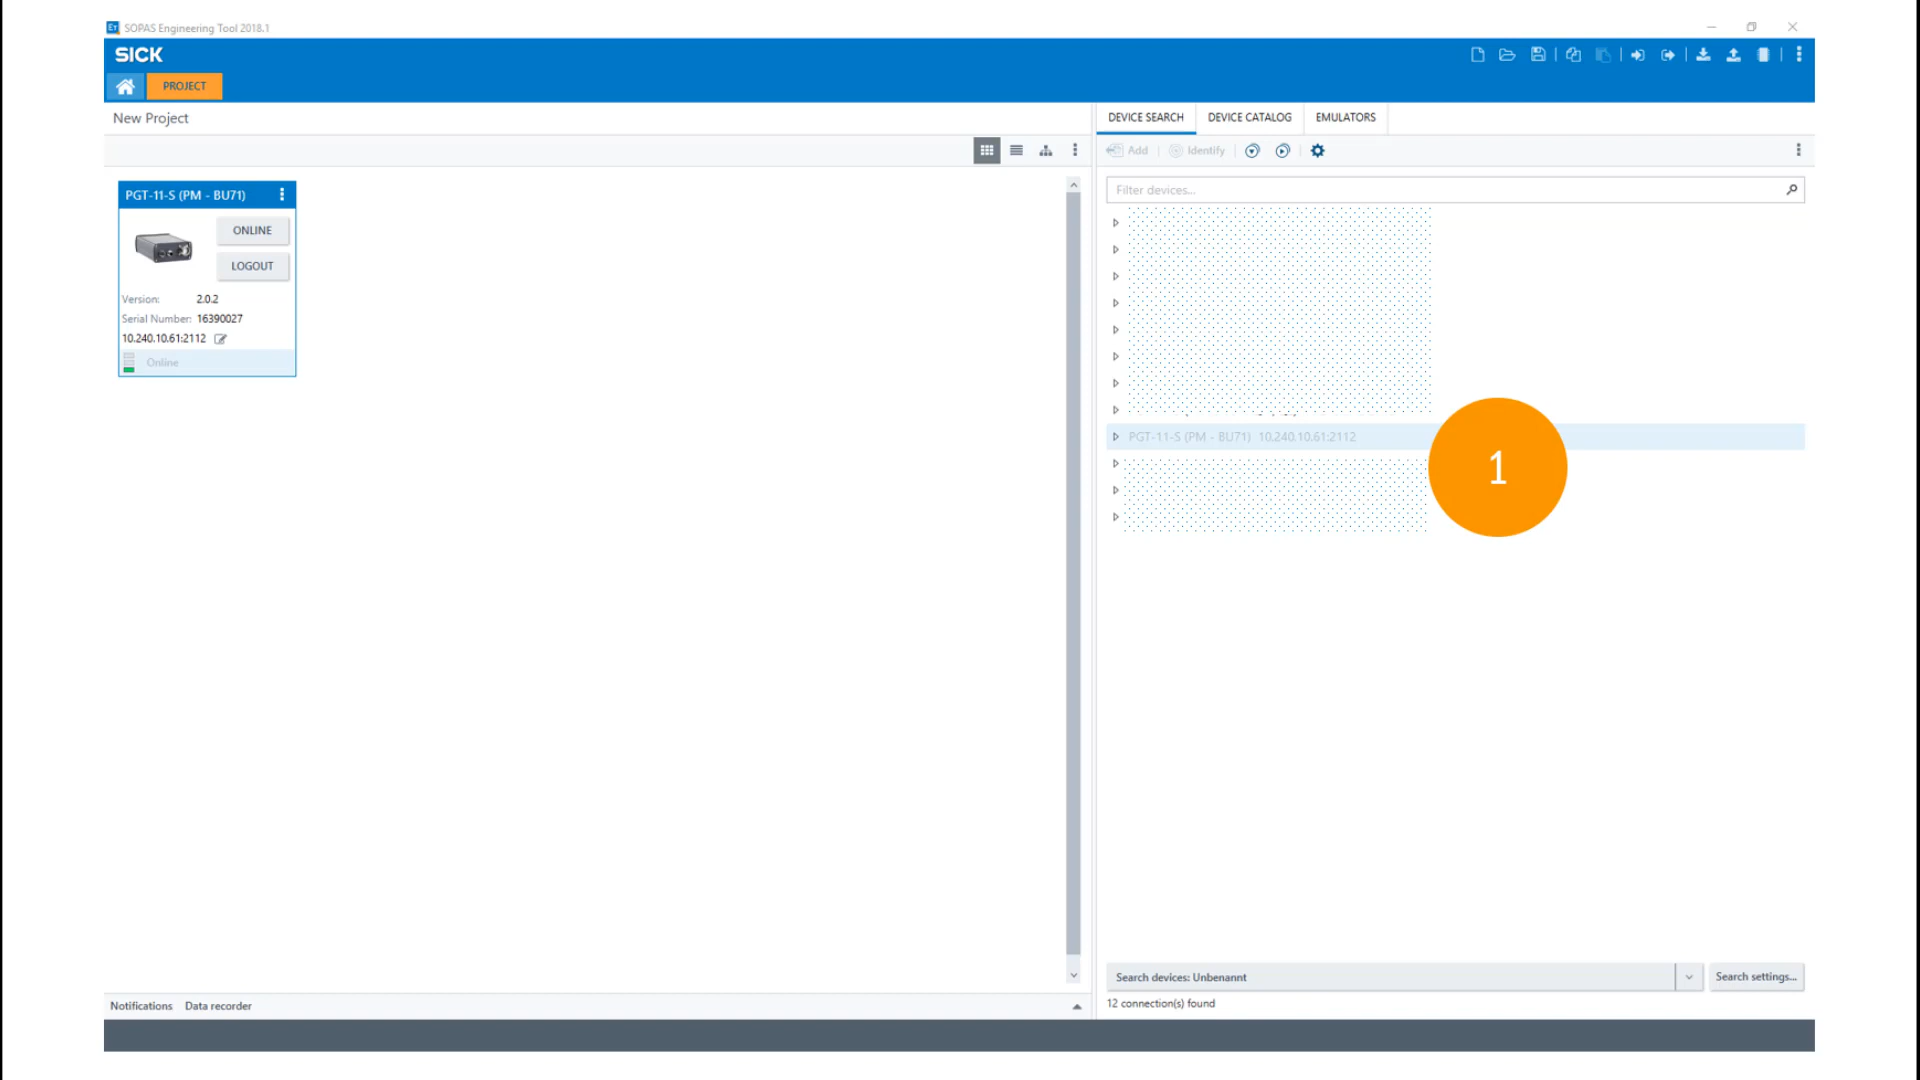 SOPAS Engineering Tool 2018.1
SICK
PROJECT
New Project
DEVICE SEARCH DEVICE CATALOG EMULATORS
Add Identify
Filter devices...
PGT-11-S (PM - BU71)
ONLINE
LOGOUT
Version: 2.0.2
Serial Number: 16390027
10.240.10.61:2112
Online
PGT-11-S (PM - BU71) 10.240.10.61:2112
1
Search devices: Unbenannt
Search settings...
12 connection(s) found
Notifications Data recorder